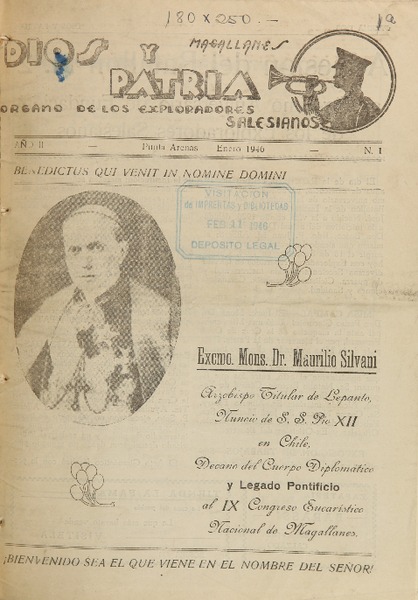 180 X 250.-
1ª
MAGALLANES
DIOS Y
PATRIA
ORGANO DE LOS EXPLORADORES
SALESIANOS
AÑO II — Punta Arenas Enero 1946 — N. 1
BENEDICTUS QUI VENIT IN NOMINE DOMINI
VISITACION
de IMPRENTAS y BIBLIOTECAS
FEB 11 1946
DEPOSITO LEGAL
Excmo. Mons. Dr. Maurilio Silvani
Arzobispo Titular de Lepanto,
Nuncio de S. S. Pio XII
en Chile,
Decano del Cuerpo Diplomático
y Legado Pontificio
al IX Congreso Eucarístico
Nacional de Magallanes.
¡BIENVENIDO SEA EL QUE VIENE EN EL NOMBRE DEL SEÑOR!